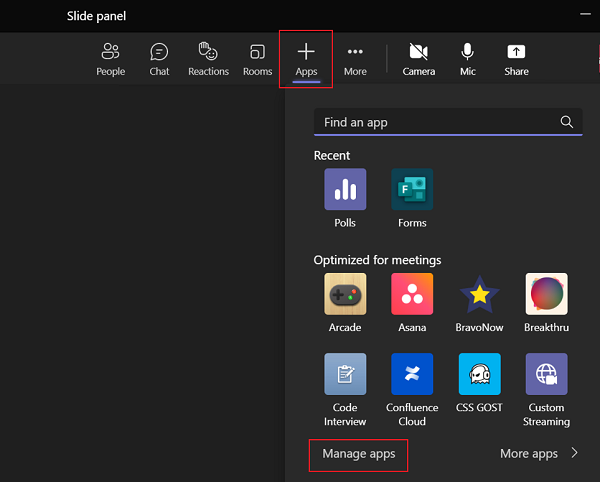 Slide panel
People Chat Reactions Rooms Apps More Camera Mic Share
Find an app
Recent
Polls Forms
Optimized for meetings
Arcade Asana BravoNow Breakthru
Code Interview Confluence Cloud CSS GOST Custom Streaming
Manage apps More apps